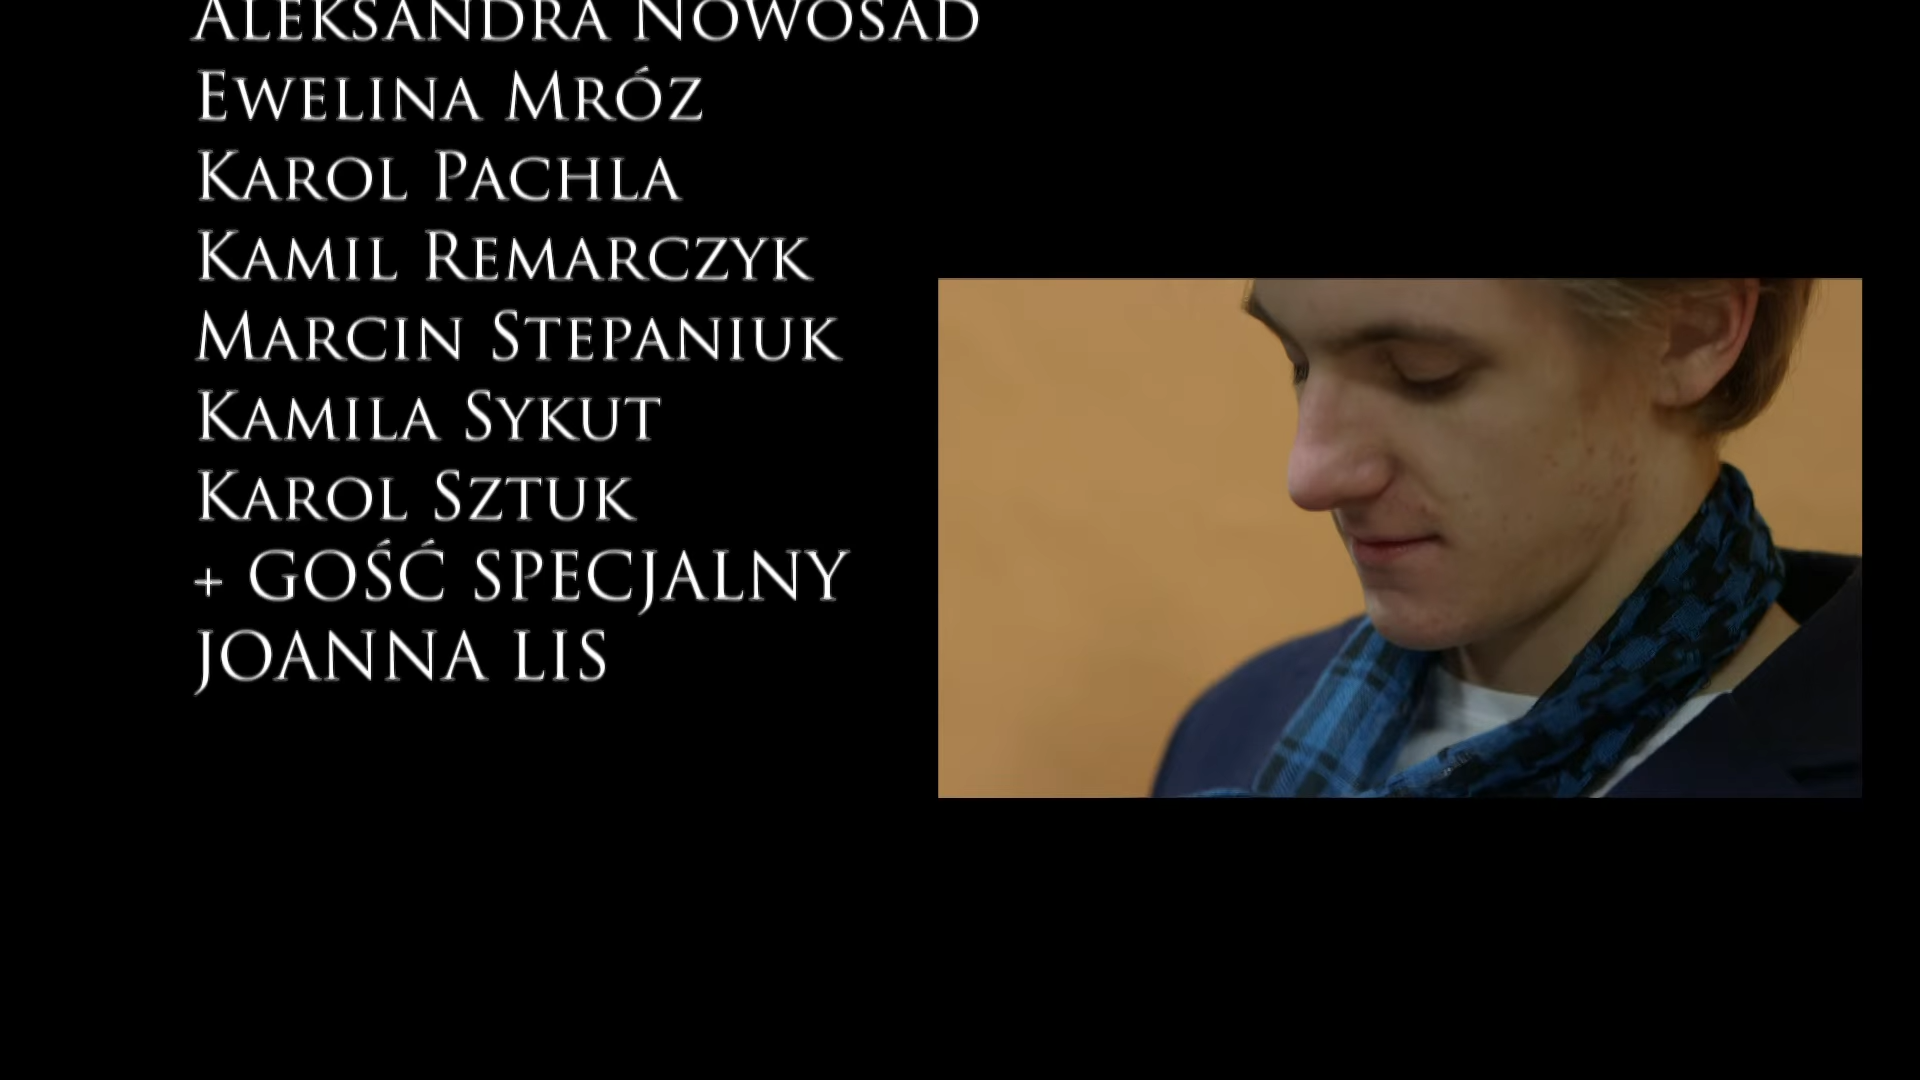 Aleksandra Nowosad
Ewelina Mróz
Karol Pachla
Kamil Remarczyk
Marcin Stepaniuk
Kamila Sykut
Karol Sztuk
+ GOŚĆ SPECJALNY
JOANNA LIS